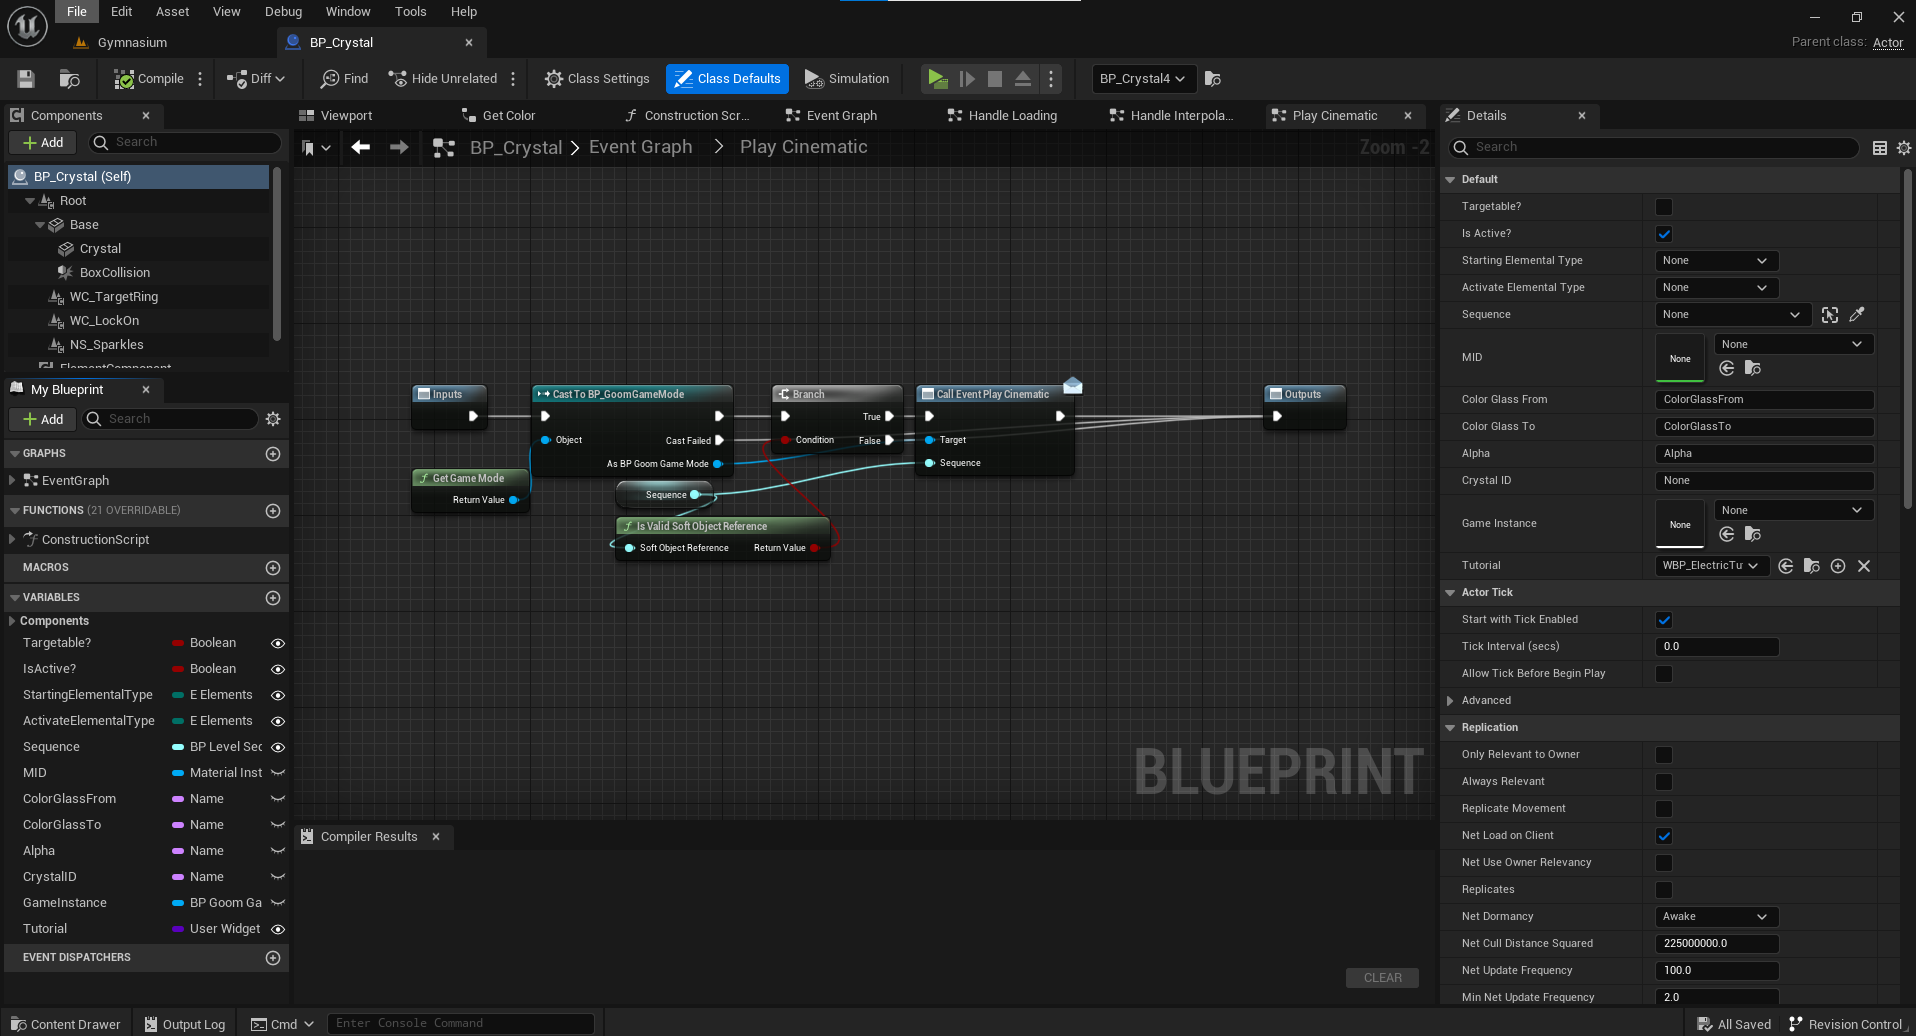 File Edit Asset View Debug Window Tools Help
Gymnasium
BP_Crystal
Parent class: Actor
Compile
Diff
Find
Hide Unrelated
Class Settings
Class Defaults
Simulation
BP_Crystal4
Components
Add
Search
BP_Crystal (Self)
Root
Base
Crystal
BoxCollision
WC_TargetRing
WC_LockOn
NS_Sparkles
ElementComponent
My Blueprint
Add
Search
GRAPHS
EventGraph
FUNCTIONS (21 OVERRIDABLE)
ConstructionScript
MACROS
VARIABLES
Components
Targetable? Boolean
IsActive? Boolean
StartingElementalType E Elements
ActivateElementalType E Elements
Sequence BP Level Sec
MID Material Inst
ColorGlassFrom Name
ColorGlassTo Name
Alpha Name
CrystalID Name
GameInstance BP Goom Ga
Tutorial User Widget
EVENT DISPATCHERS
Viewport
Get Color
Construction Scr...
Event Graph
Handle Loading
Handle Interpola...
Play Cinematic
BP_Crystal > Event Graph > Play Cinematic
Zoom -2
Inputs
Cast To BP_GoomGameMode
Object
Cast Failed
As BP Goom Game Mode
Branch
True
Condition
False
Call Event Play Cinematic
Target
Sequence
Outputs
Get Game Mode
Return Value
Sequence
Is Valid Soft Object Reference
Soft Object Reference
Return Value
BLUEPRINT
Compiler Results
CLEAR
Details
Search
Default
Targetable?
Is Active?
Starting Elemental Type None
Activate Elemental Type None
Sequence None
MID None None
Color Glass From ColorGlassFrom
Color Glass To ColorGlassTo
Alpha Alpha
Crystal ID None
Game Instance None None
Tutorial WBP_ElectricTu
Actor Tick
Start with Tick Enabled
Tick Interval (secs) 0.0
Allow Tick Before Begin Play
Advanced
Replication
Only Relevant to Owner
Always Relevant
Replicate Movement
Net Load on Client
Net Use Owner Relevancy
Replicates
Net Dormancy Awake
Net Cull Distance Squared 225000000.0
Net Update Frequency 100.0
Min Net Update Frequency 2.0
Content Drawer
Output Log
Cmd
Enter Console Command
All Saved
Revision Control